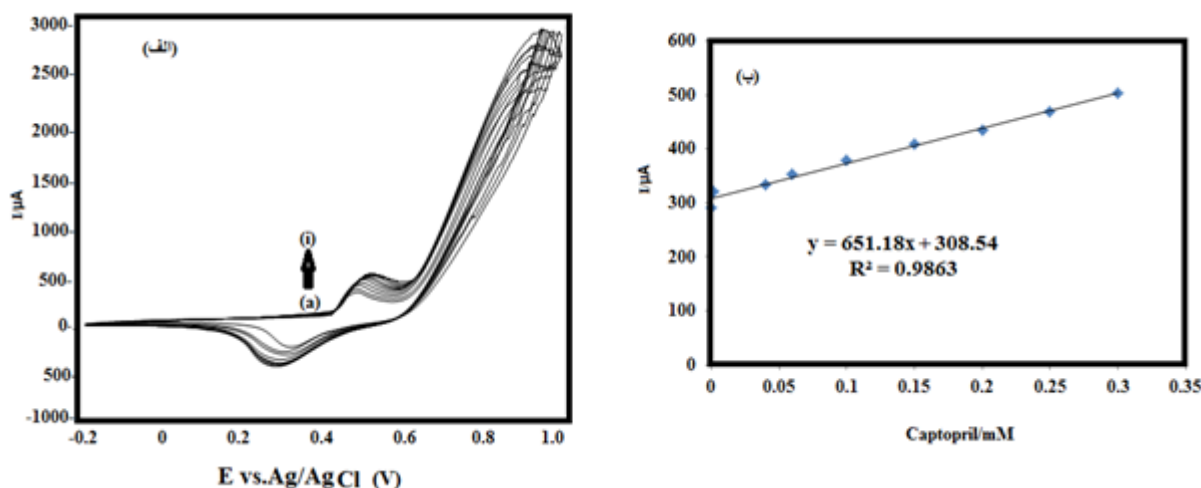 (الف)
3000
2500
2000
1500
1000
500
0
500
-1000
I/µA
(i)
(a)
-0.2 0 0.2 0.4 0.6 0.8 1.0
E vs.Ag/AgCl (V)
(ب)
600
500
400
300
200
100
0
I/µA
y = 651.18x + 308.54
R² = 0.9863
0 0.05 0.1 0.15 0.2 0.25 0.3 0.35
Captopril/mM